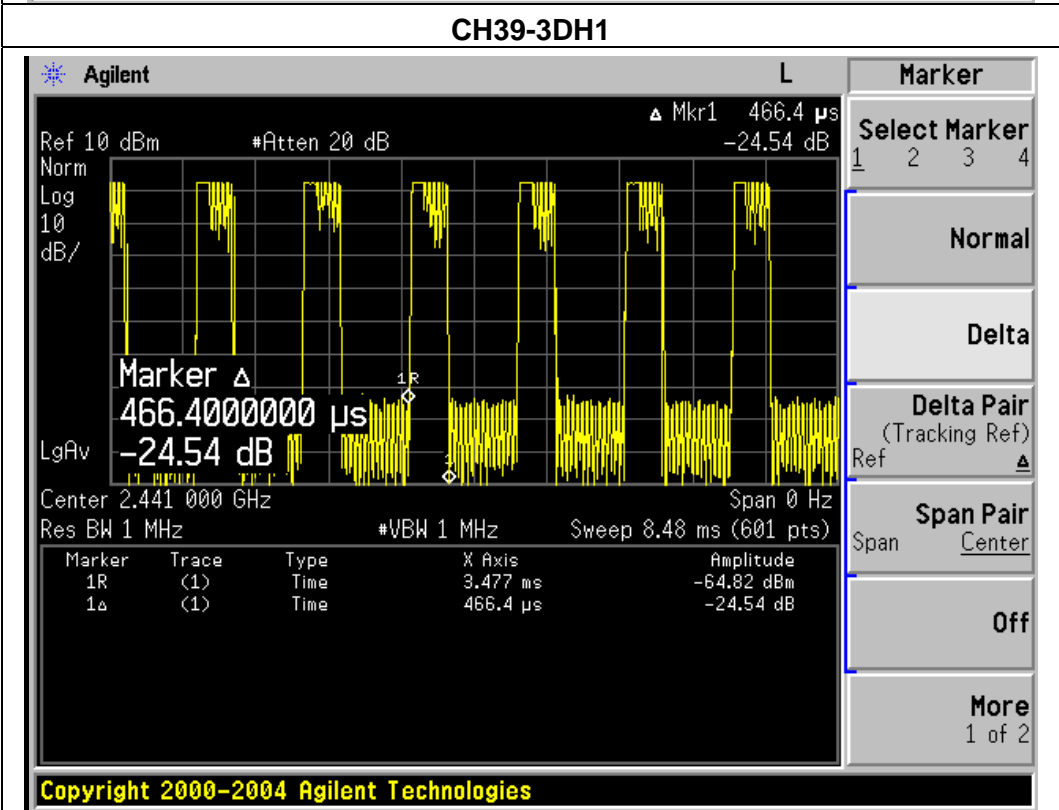 CH39-3DH1
Agilent L Marker
Δ Mkr1 466.4 µs
Ref 10 dBm #Atten 20 dB -24.54 dB
Norm
Log
10
dB/
Select Marker
1 2 3 4
Normal
Delta
Marker Δ
466.4000000 µs
-24.54 dB
1R
1
LgAv
Delta Pair
(Tracking Ref)
Ref Δ
Center 2.441 000 GHz Span 0 Hz
Res BW 1 MHz #VBW 1 MHz Sweep 8.48 ms (601 pts)
Span Pair
Span Center
Marker Trace Type X Axis Amplitude
1R (1) Time 3.477 ms -64.82 dBm
1Δ (1) Time 466.4 µs -24.54 dB
Off
More
1 of 2
Copyright 2000-2004 Agilent Technologies